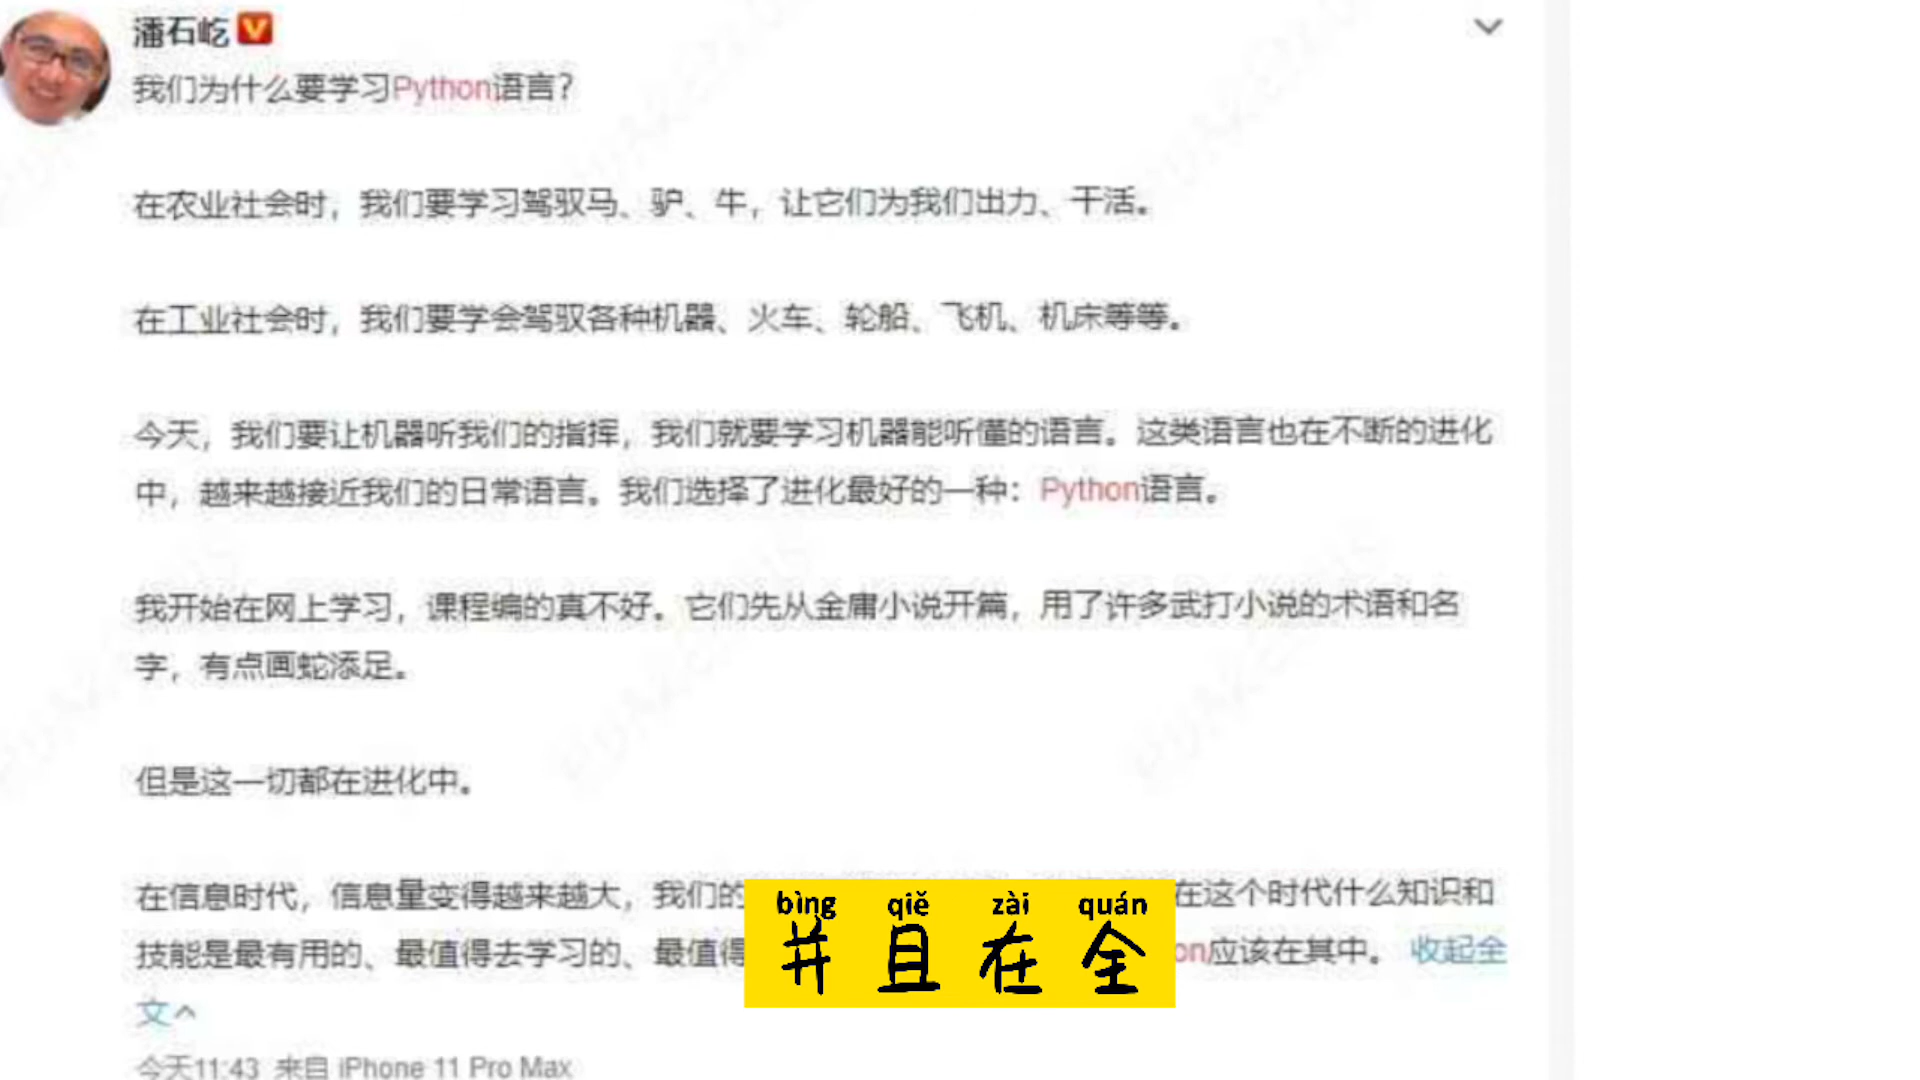 潘石屹
我们为什么要学习Python语言？
在农业社会时，我们要学习驾驭马、驴、牛，让它们为我们出力、干活。
在工业社会时，我们要学会驾驭各种机器、火车、轮船、飞机、机床等等。
今天，我们要让机器听我们的指挥，我们就要学习机器能听懂的语言。这类语言也在不断的进化
中，越来越接近我们的日常语言。我们选择了进化最好的一种：Python语言。
我开始在网上学习，课程编的真不好。它们先从金庸小说开篇，用了许多武打小说的术语和名
字，有点画蛇添足。
但是这一切都在进化中。
在信息时代，信息量变得越来越大，我们的 在这个时代什么知识和
技能是最有用的、最值得去学习的、最值得 on应该在其中。 收起全
文
bìng qiě zài quán
并且在全
今天11:43 来自 iPhone 11 Pro Max